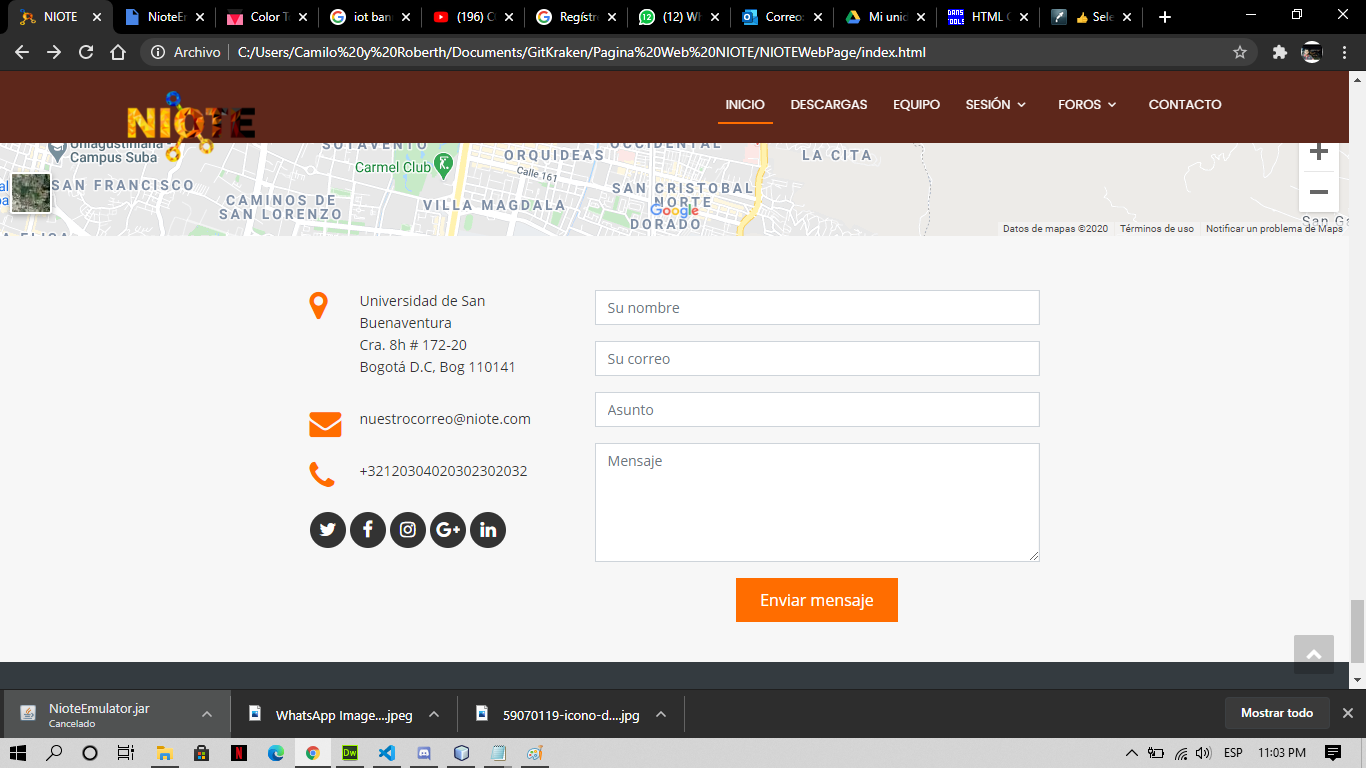 NIOTE
NioteE
Color T
iot ban
(196) C
Regístr
(12) Wh
Correo:
Mi unic
HTML C
👍 Sele
Archivo
C:/Users/Camilo%20y%20Roberth/Documents/GitKraken/Pagina%20Web%20NIOTE/NIOTEWebPage/index.html
NIOTE
INICIO
DESCARGAS
EQUIPO
SESIÓN
FOROS
CONTACTO
Uniagustiniana
Campus Suba
SOTAVENTO
Carmel Club
ORQUIDEAS
Calle 161
OCCIDENTAL
LA CITA
SAN FRANCISCO
CAMINOS DE
SAN LORENZO
VILLA MAGDALA
SAN CRISTOBAL
NORTE
Google
DORADO
San Ga
Datos de mapas ©2020
Términos de uso
Notificar un problema de Maps
Universidad de San
Buenaventura
Cra. 8h # 172-20
Bogotá D.C, Bog 110141
nuestrocorreo@niote.com
+32120304020302302032
Su nombre
Su correo
Asunto
Mensaje
Enviar mensaje
NioteEmulator.jar
Cancelado
WhatsApp Image....jpeg
59070119-icono-d....jpg
Mostrar todo
ESP
11:03 PM